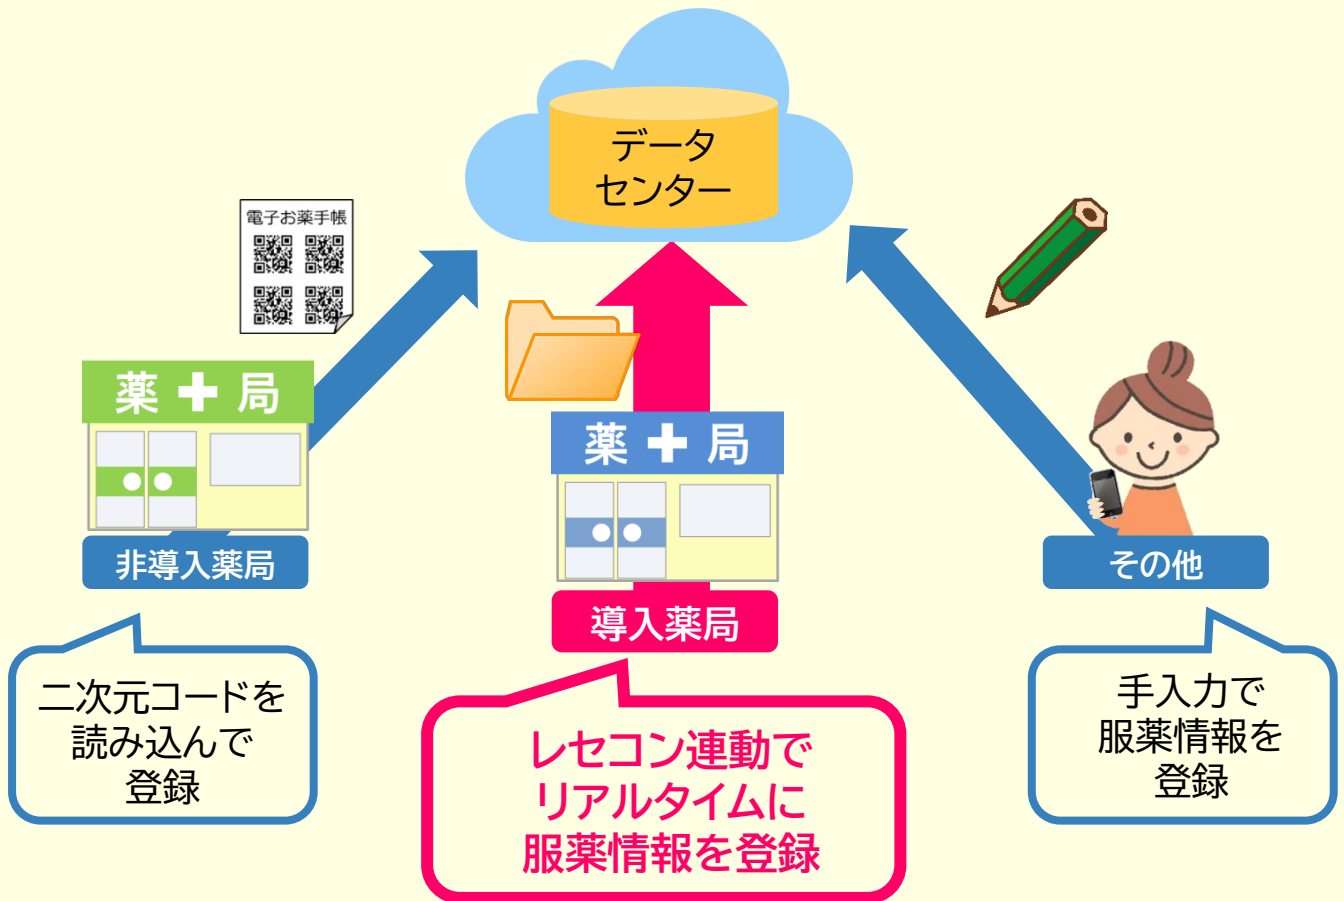 データ
センター
電子お薬手帳
薬 局
非導入薬局
二次元コードを
読み込んで
登録
薬 局
導入薬局
レセコン連動で
リアルタイムに
服薬情報を登録
その他
手入力で
服薬情報を
登録